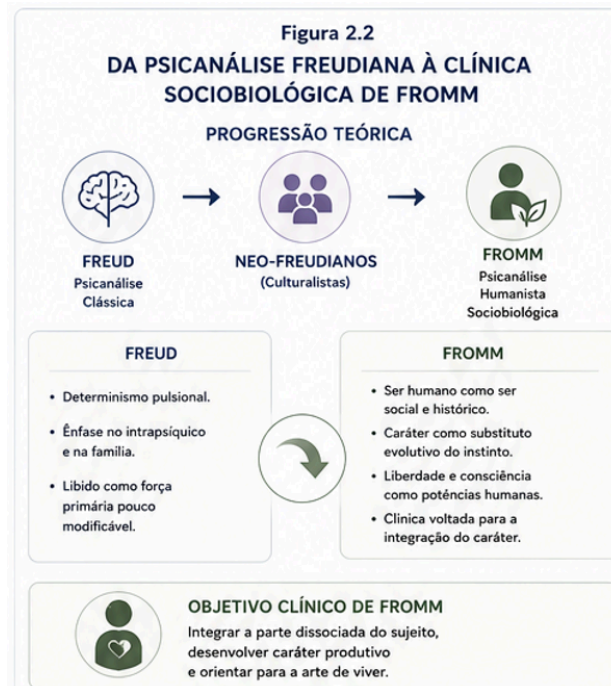 Figura 2.2
DA PSICANÁLISE FREUDIANA À CLÍNICA
SOCIOBIOLÓGICA DE FROMM
PROGRESSÃO TEÓRICA
FREUD
Psicanálise
Clássica
NEO-FREUDIANOS
(Culturalistas)
FROMM
Psicanálise
Humanista
Sociobiológica
FREUD
• Determinismo pulsional.
• Ênfase no intrapsíquico
e na família.
• Libido como força
primária pouco
modificável.
FROMM
• Ser humano como ser
social e histórico.
• Caráter como substituto
evolutivo do instinto.
• Liberdade e consciência
como potências humanas.
• Clinica voltada para a
integração do caráter.
OBJETIVO CLÍNICO DE FROMM
Integrar a parte dissociada do sujeito,
desenvolver caráter produtivo
e orientar para a arte de viver.